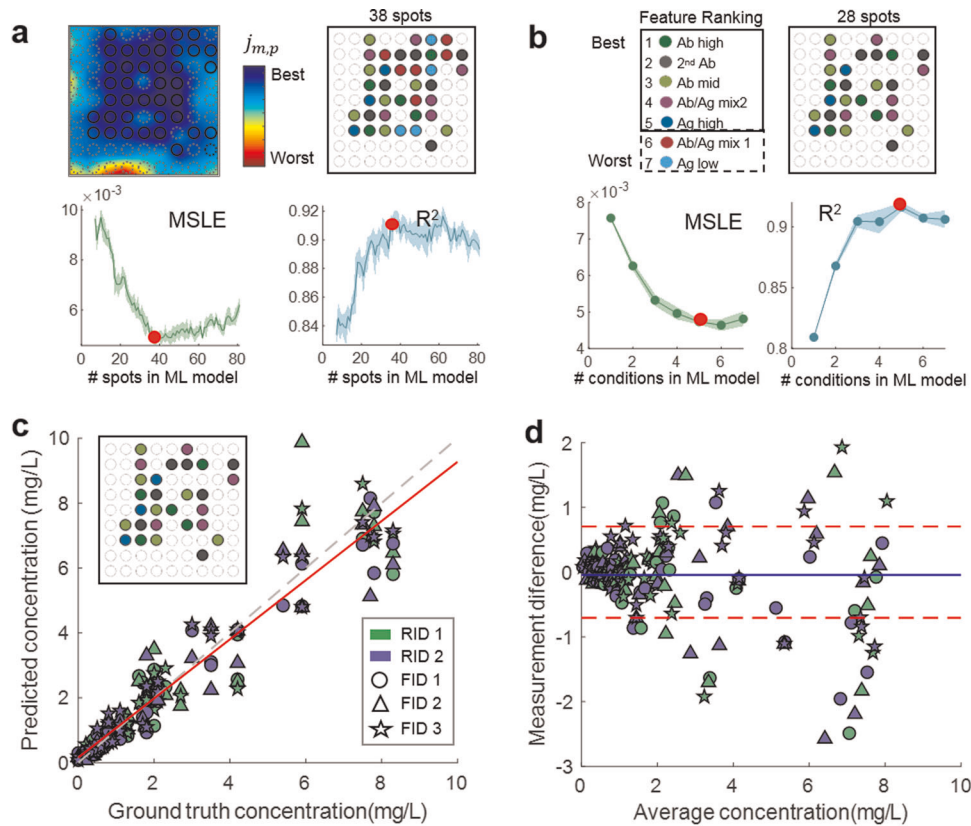 a
j m,p
Best
Worst
38 spots
× 10⁻³
10
8
6
MSLE
20 40 60 80
# spots in ML model
0.92
0.9
0.88
0.86
0.84
R²
0 20 40 60 80
# spots in ML model
b
Feature Ranking
Best
1 Ab high
2 2nd Ab
3 Ab mid
4 Ab/Ag mix2
5 Ag high
6 Ab/Ag mix 1
7 Ag low
Worst
28 spots
× 10⁻³
8
7
6
5
4
MSLE
0 2 4 6
# conditions in ML model
R²
0.9
0.85
0.8
0 2 4 6
# conditions in ML model
c
Predicted concentration (mg/L)
10
8
6
4
2
0
RID 1
RID 2
FID 1
FID 2
FID 3
0 2 4 6 8 10
Ground truth concentration(mg/L)
d
Measurement diference(mg/L)
2
1
0
-1
-2
-3
0 2 4 6 8 10
Average concentration(mg/L)